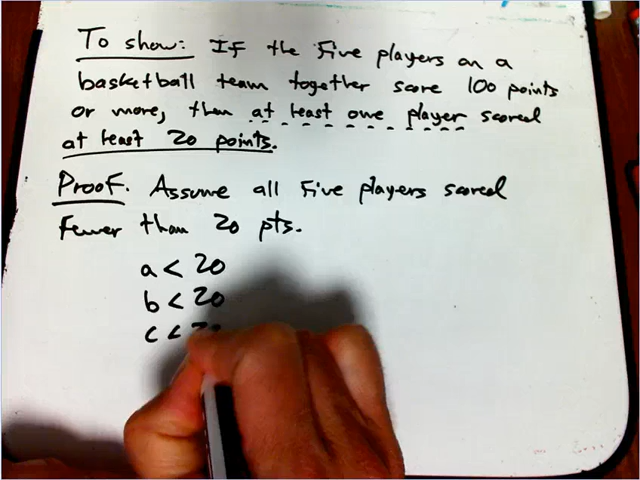 To show: If the five players on a
basketball team together score 100 points
or more, then at least one player scored
at least 20 points.
Proof. Assume all five players scored
fewer than 20 pts.
a < 20
b < 20
c < 20